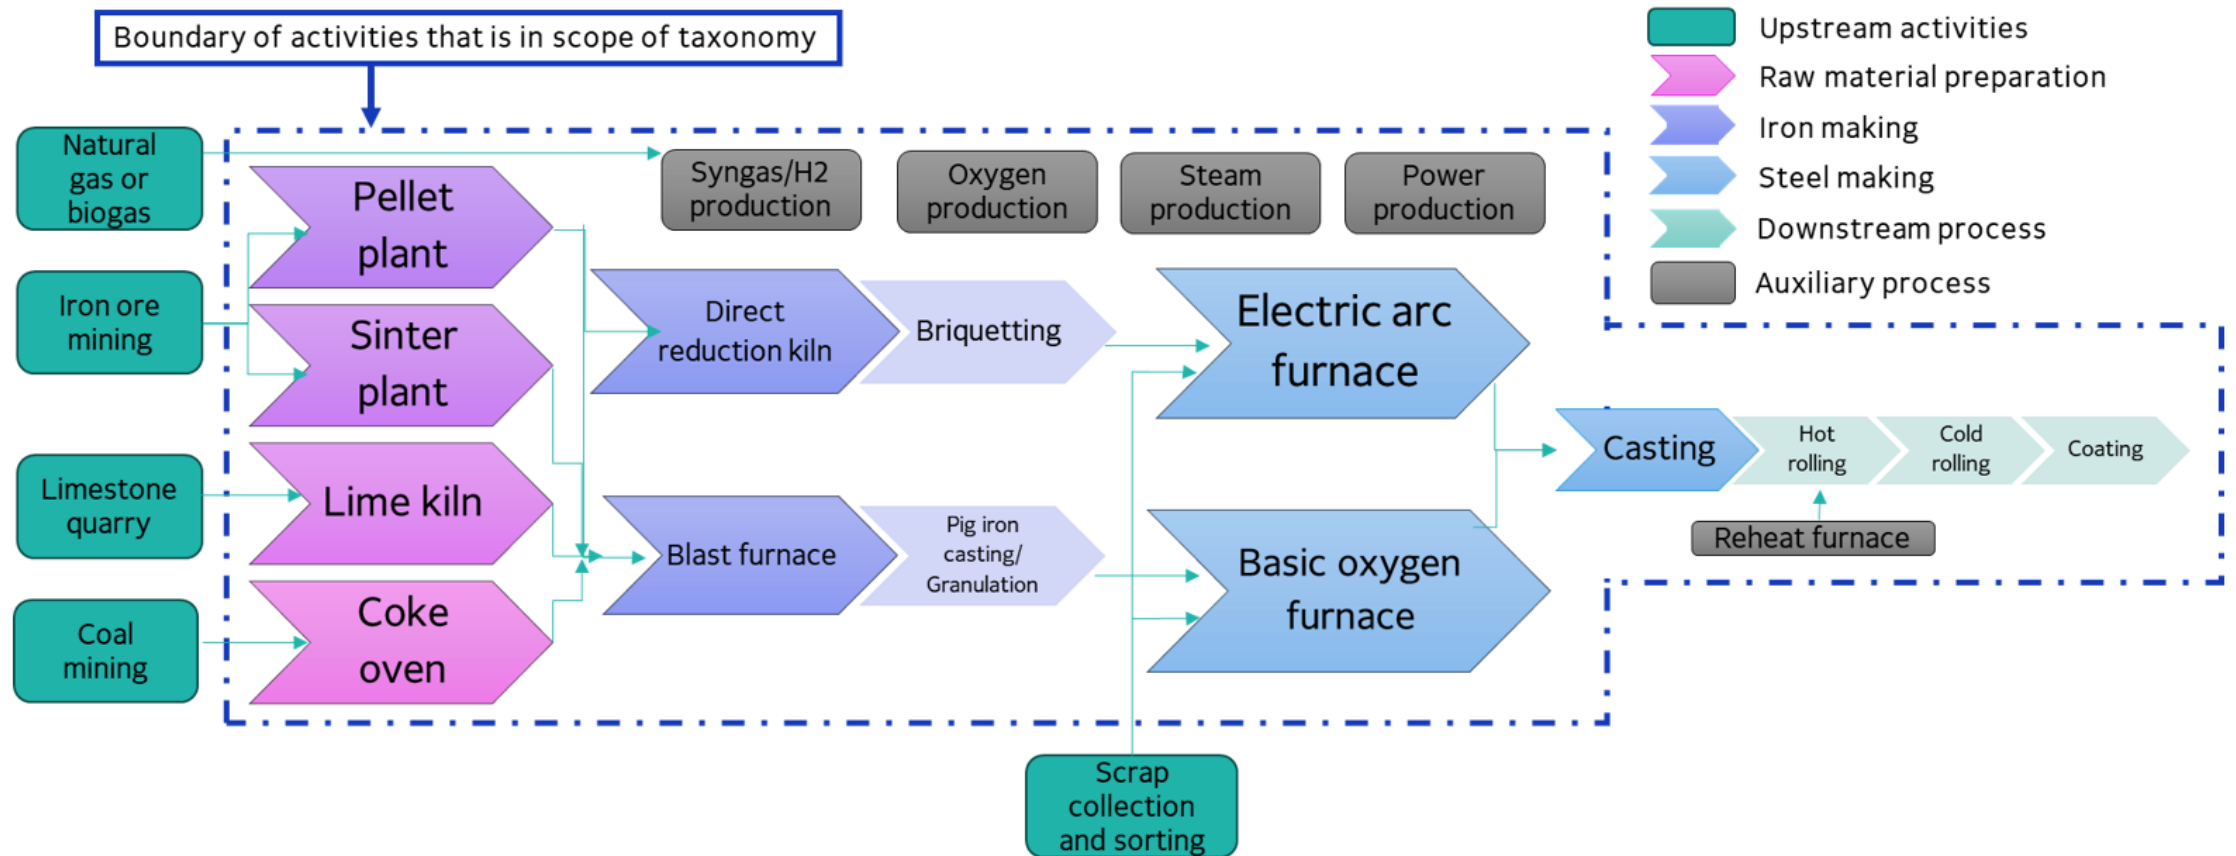 Boundary of activities that is in scope of taxonomy
Upstream activities
Raw material preparation
Iron making
Steel making
Downstream process
Auxiliary process
Natural
gas or
biogas
Iron ore
mining
Limestone
quarry
Coal
mining
Pellet
plant
Sinter
plant
Lime kiln
Coke
oven
Syngas/H2
production
Oxygen
production
Steam
production
Power
production
Direct
reduction kiln
Briquetting
Electric arc
furnace
Blast furnace
Pig iron
casting/
Granulation
Basic oxygen
furnace
Casting
Hot
rolling
Cold
rolling
Coating
Reheat furnace
Scrap
collection
and sorting